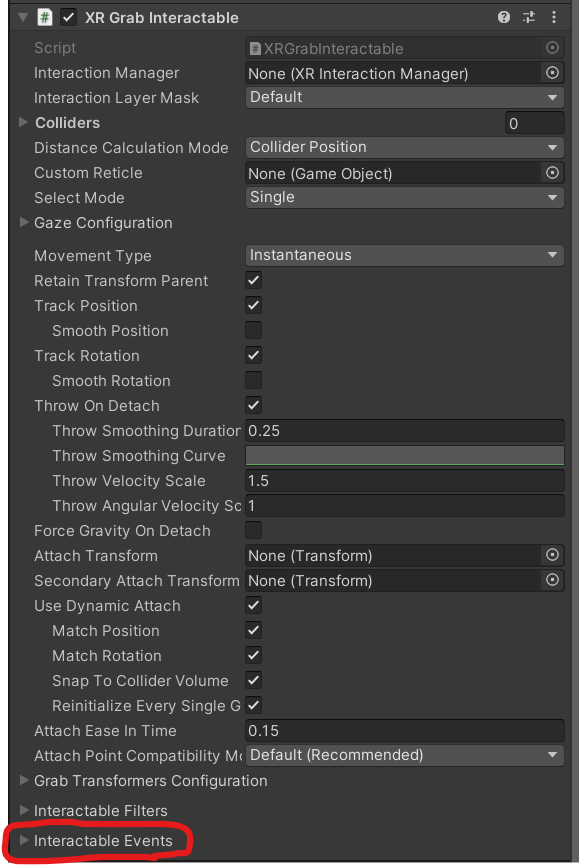 XR Grab Interactable
Script XRGrabInteractable
Interaction Manager None (XR Interaction Manager)
Interaction Layer Mask Default
Colliders 0
Distance Calculation Mode Collider Position
Custom Reticle None (Game Object)
Select Mode Single
Gaze Configuration
Movement Type Instantaneous
Retain Transform Parent
Track Position
Smooth Position
Track Rotation
Smooth Rotation
Throw On Detach
Throw Smoothing Duration 0.25
Throw Smoothing Curve
Throw Velocity Scale 1.5
Throw Angular Velocity Sc 1
Force Gravity On Detach
Attach Transform None (Transform)
Secondary Attach Transform None (Transform)
Use Dynamic Attach
Match Position
Match Rotation
Snap To Collider Volume
Reinitialize Every Single G
Attach Ease In Time 0.15
Attach Point Compatibility Mo Default (Recommended)
Grab Transformers Configuration
Interactable Filters
Interactable Events